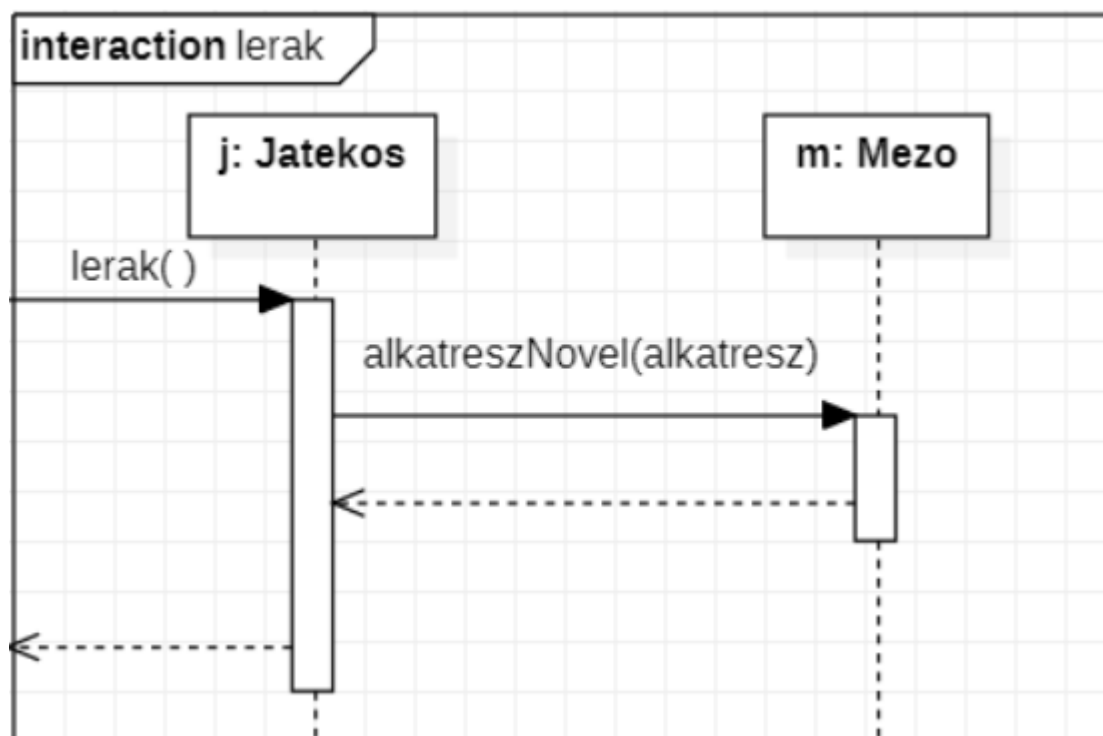 interaction lerak
j: Jatekos
m: Mezo
lerak( )
alkatreszNovel(alkatresz)